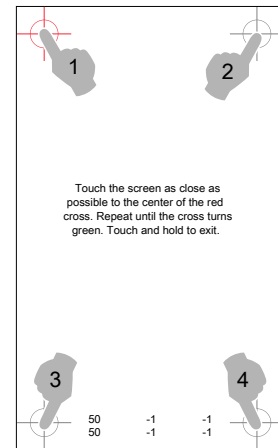 1
2
Touch the screen as close as
possible to the center of the red
cross. Repeat until the cross turns
green. Touch and hold to exit.
3
4
50 -1 -1
50 -1 -1